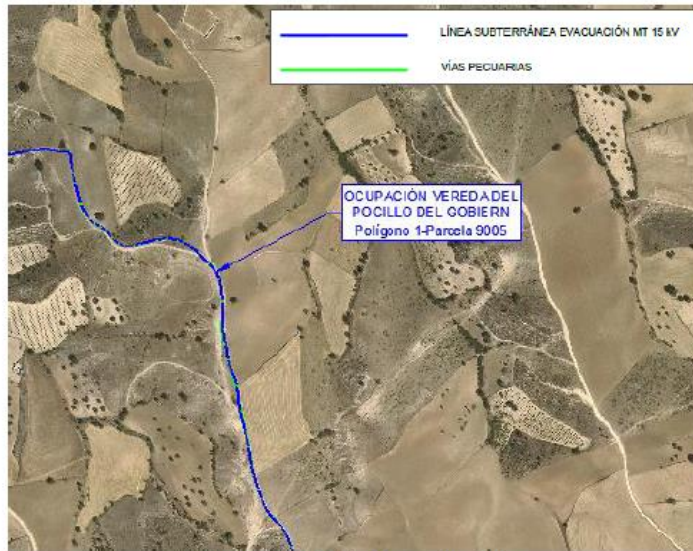 LÍNEA SUBTERRÁNEA EVACUACIÓN MT 15 kV
VÍAS PECUARIAS
OCUPACIÓN VEREDA DEL
POCILLO DEL GOBIERN
Polígono 1-Parcela 9005